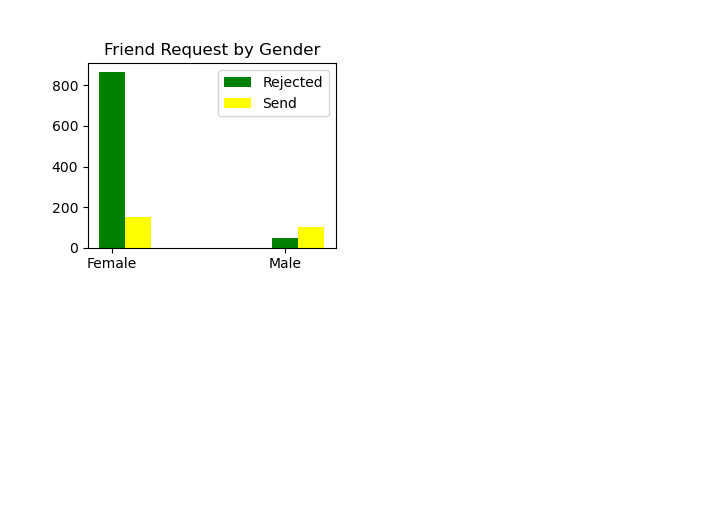 Friend Request by Gender
Rejected
Send
800
600
400
200
0
Female Male